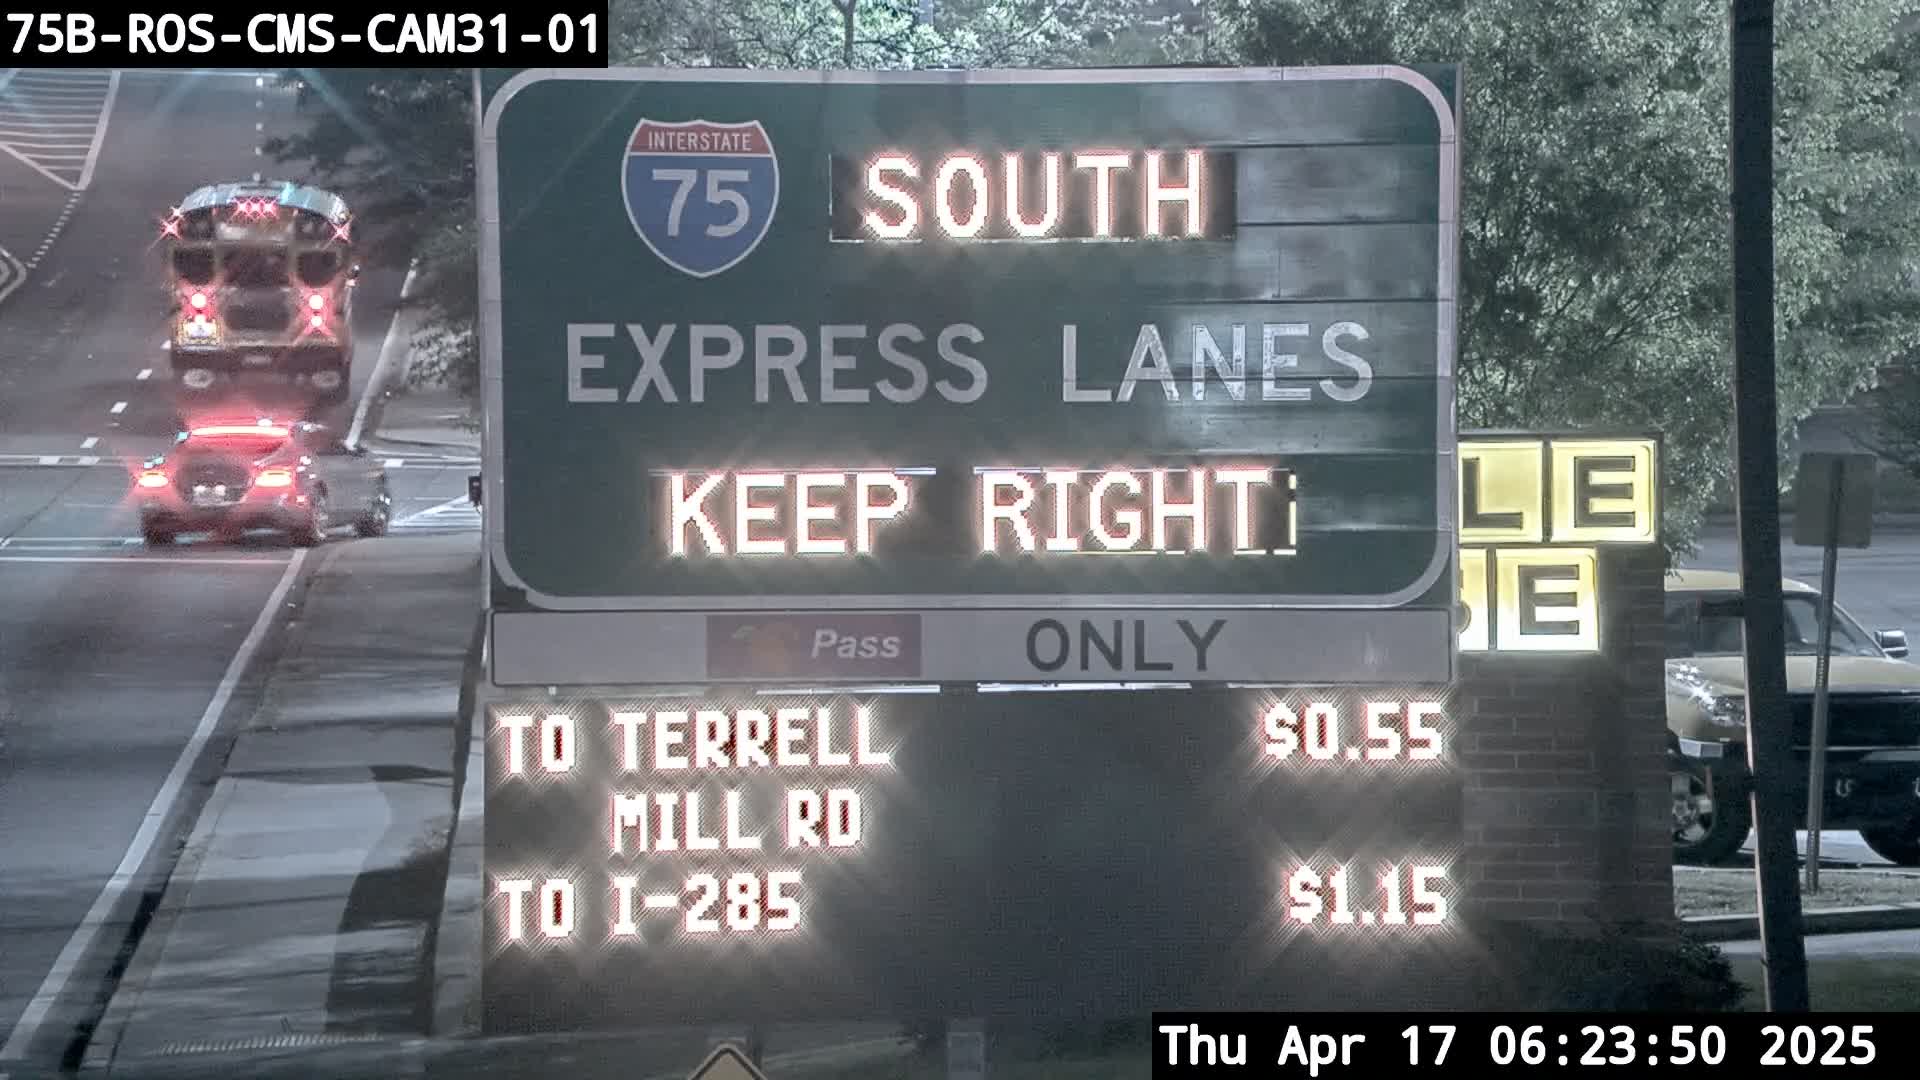 75B-ROS-CMS-CAM31-01
INTERSTATE
75
SOUTH
EXPRESS LANES
KEEP RIGHT
Pass ONLY
TO TERRELL $0.55
MILL RD
TO I-285 $1.15
LE
E
Thu Apr 17 06:23:50 2025